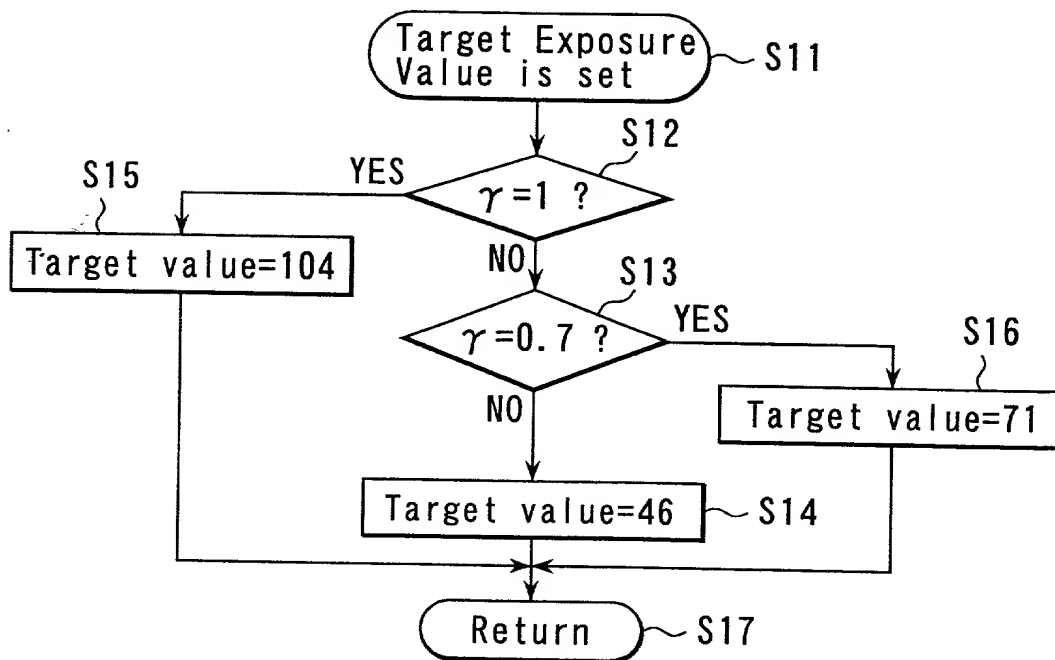 Target Exposure
Value is set
S11
S12
YES
S15
γ=1 ?
Target value=104
NO
S13
γ=0.7 ?
YES
S16
NO
Target value=71
Target value=46
S14
Return
S17